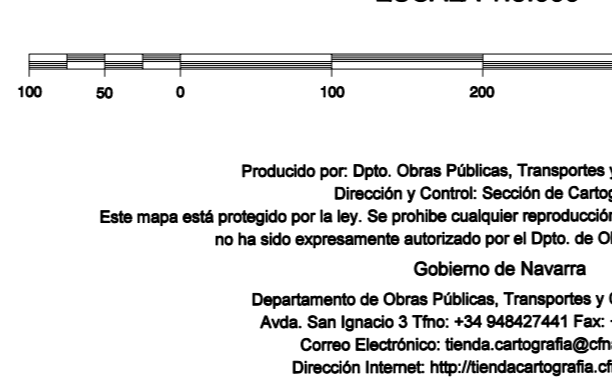 100 50 0 100 200
Producido por: Dpto. Obras Públicas, Transportes y
Dirección y Control: Sección de Cartog
Este mapa está protegido por la ley. Se prohibe cualquier reproducción
no ha sido expresamente autorizado por el Dpto. de O
Gobierno de Navarra
Departamento de Obras Públicas, Transportes y
Avda. San Ignacio 3 Tfno: +34 948427441 Fax:
Correo Electrónico: tienda.cartografia@cfn
Dirección Internet: http://tiendacartografia.cf